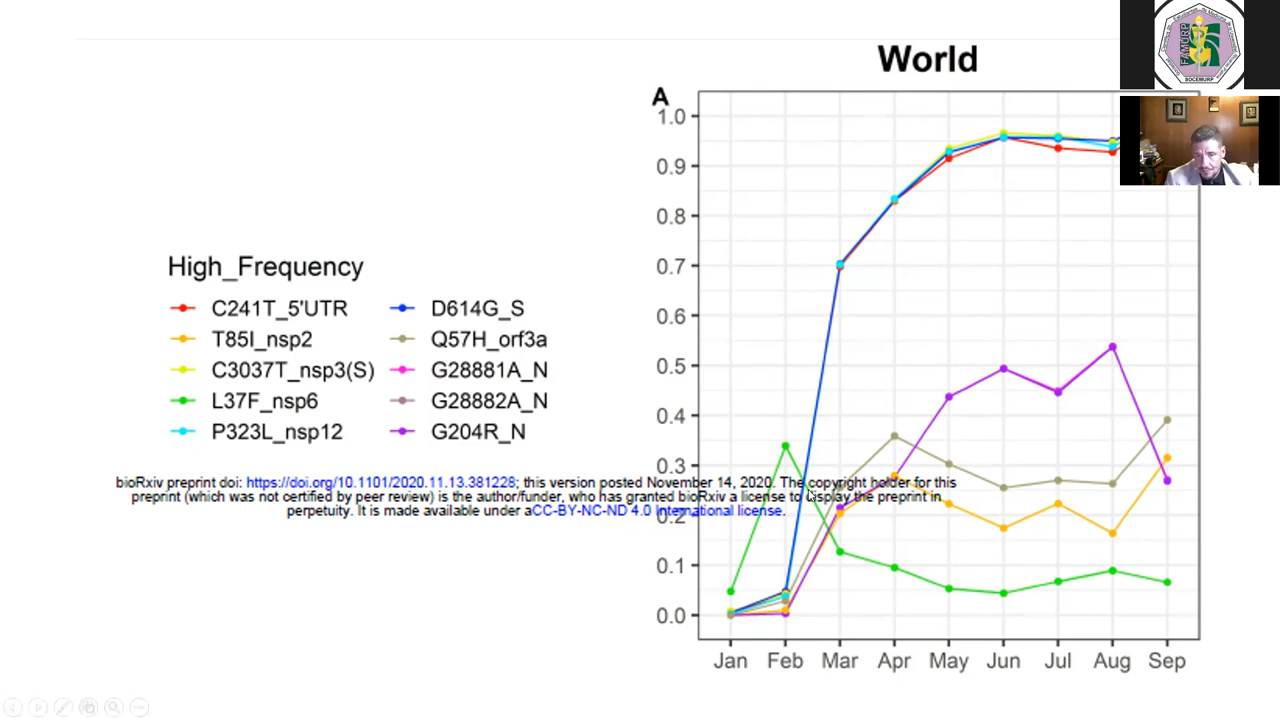 World
A
1.0
0.9
0.8
0.7
0.6
0.5
0.4
0.3
0.2
0.1
0.0
Jan Feb Mar Apr May Jun Jul Aug Sep
High_Frequency
C241T_5'UTR D614G_S
T85I_nsp2 Q57H_orf3a
C3037T_nsp3(S) G28881A_N
L37F_nsp6 G28882A_N
P323L_nsp12 G204R_N
bioRxiv preprint doi: https://doi.org/10.1101/2020.11.13.381228; this version posted November 14, 2020. The copyright holder for this
preprint (which was not certified by peer review) is the author/funder, who has granted bioRxiv a license to display the preprint in
perpetuity. It is made available under aCC-BY-NC-ND 4.0 International license.
FAMURP
SOCEMURP